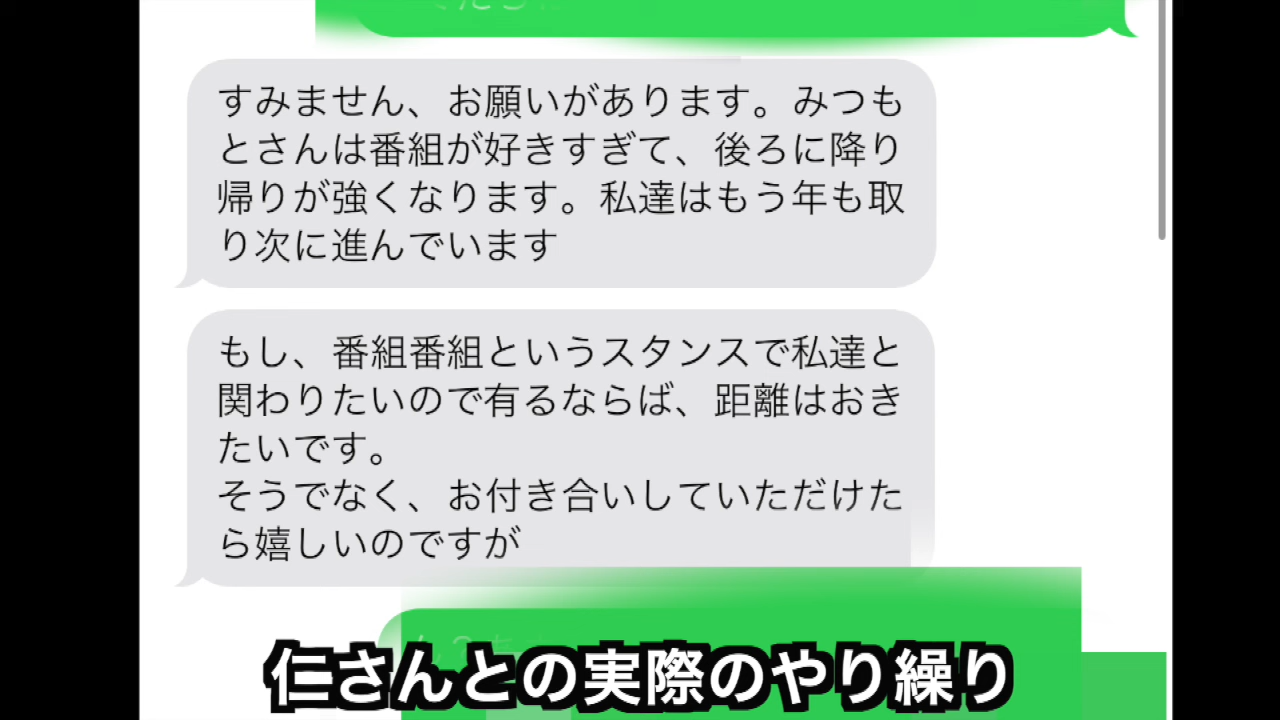 すみません、お願いがあります。みつも
とさんは番組が好きすぎて、後ろに降り
帰りが強くなります。私達はもう年も取
り次に進んでいます
もし、番組番組というスタンスで私達と
関わりたいので有るならば、距離はおき
たいです。
そうでなく、お付き合いしていただけた
ら嬉しいのですが
仁さんとの実際のやり繰り